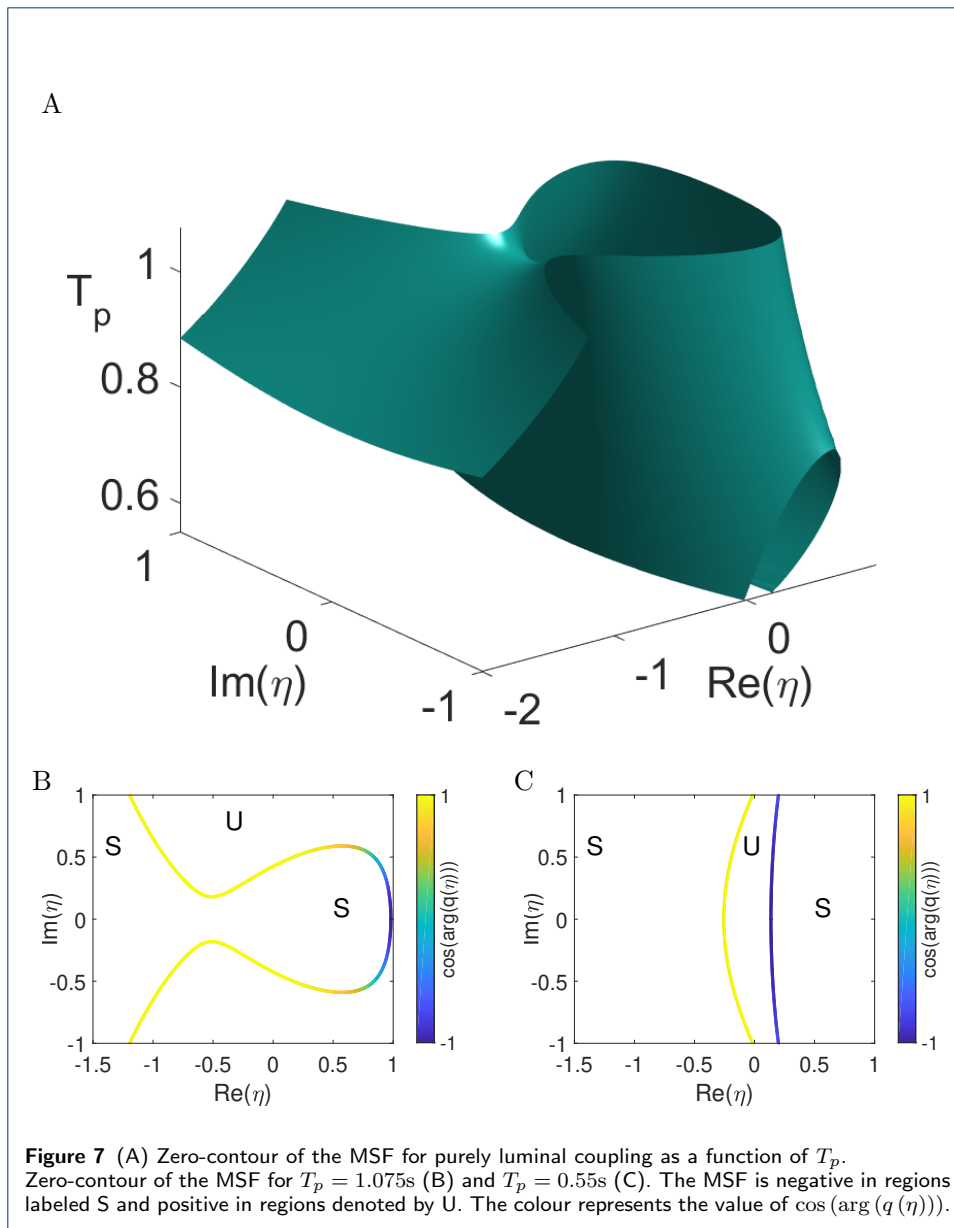 A
1
T_p
0.8
0.6
1
0
Im(η)
-1
-2
-1
0
Re(η)
B
1
0.5
0
-0.5
-1
Im(η)
-1.5 -1 -0.5 0 0.5 1
Re(η)
S
U
S
1
-1
cos(arg(q(η)))
C
1
0.5
0
-0.5
-1
Im(η)
-1.5 -1 -0.5 0 0.5 1
Re(η)
S
U
S
1
-1
cos(arg(q(η)))
Figure 7 (A) Zero-contour of the MSF for purely luminal coupling as a function of T_p.
Zero-contour of the MSF for T_p = 1.075s (B) and T_p = 0.55s (C). The MSF is negative in regions
labeled S and positive in regions denoted by U. The colour represents the value of cos (arg (q (η))).